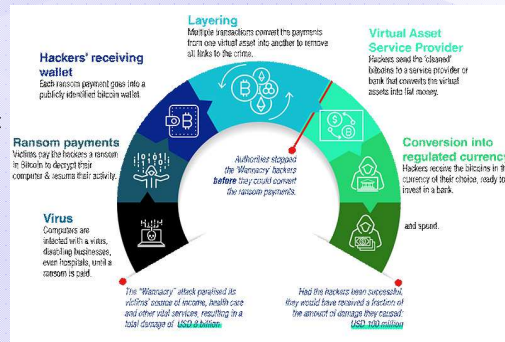 Layering
Multiple transactions convert the payments
from one virtual asset into another to remove
all links to the crime.
Virtual Asset
Service Provider
Hackers send the 'cleaned'
bitcoins to a service provider or
bank that converts the virtual
assets into fiat money.
Hackers' receiving
wallet
Each ransom payment goes into a
publicly identified bitcoin wallet.
Ransom payments
Victims pay the hackers a ransom
in Bitcoin to decrypt their
computer & resume their activity.
Conversion into
regulated currency
Hackers receive the bitcoins in the
currency of their choice, ready to
invest in a bank.
Authorities stopped
the 'Wannacry' hackers
before they could convert
the ransom payments.
Virus
Computers are
infected with a virus,
disabling businesses,
even hospitals, until a
ransom is paid.
and spend.
The "Wannacry" attack paralised its
victims' source of income, health care
and other vital services, resulting in a
total damage of USD 8 billion.
Had the hackers been successful,
they would have received a fraction of
the amount of damage they caused:
USD 100 million